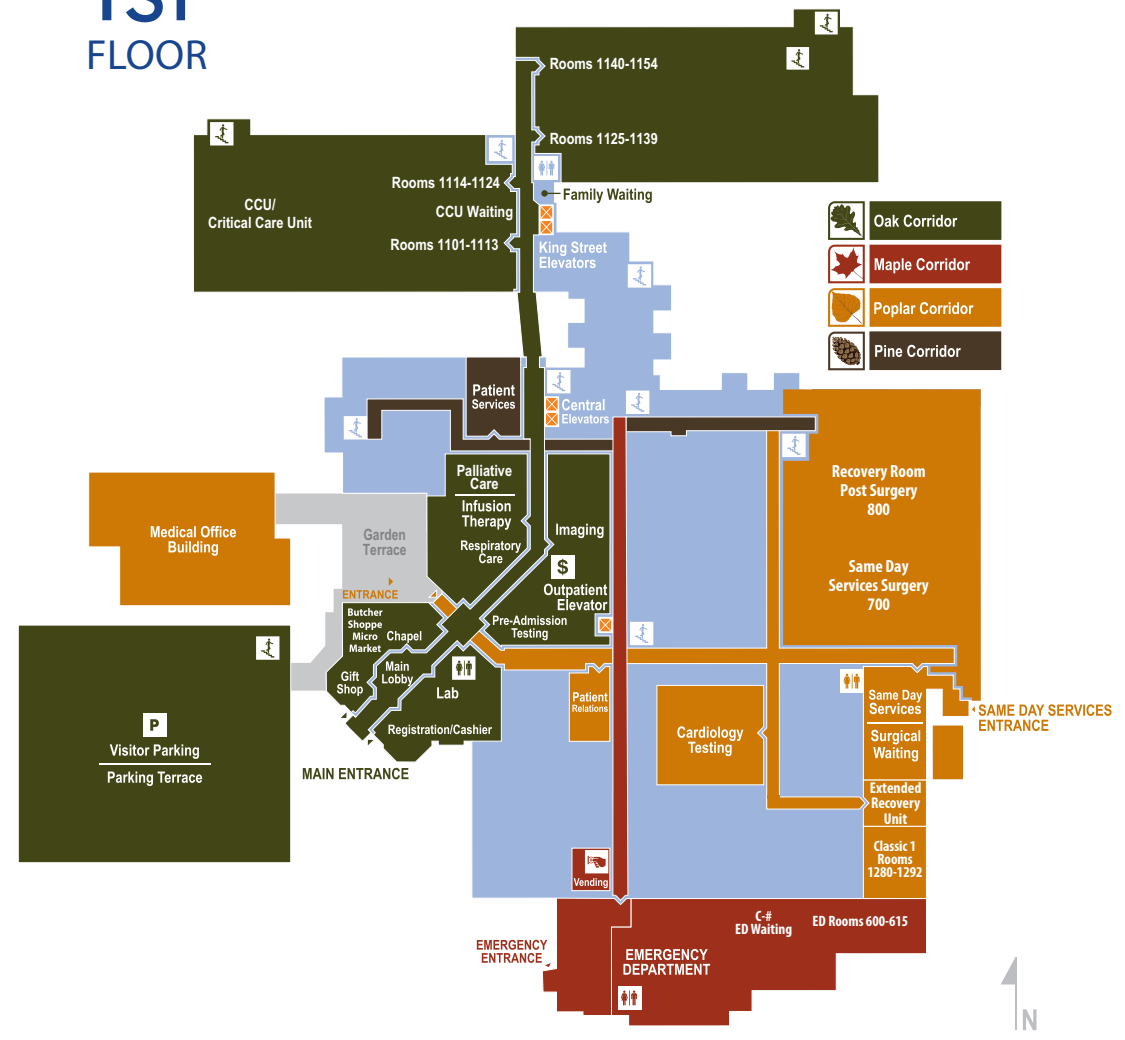 1ST
FLOOR
Rooms 1140-1154
Rooms 1125-1139
Rooms 1114-1124
Family Waiting
CCU/
Critical Care Unit
CCU Waiting
Rooms 1101-1113
King Street
Elevators
Oak Corridor
Maple Corridor
Poplar Corridor
Pine Corridor
Patient
Services
Central
Elevators
Palliative
Care
Infusion
Therapy
Respiratory
Care
Imaging
$
Outpatient
Elevator
Pre-Admission
Testing
Recovery Room
Post Surgery
800
Same Day
Services Surgery
700
Medical Office
Building
Garden
Terrace
ENTRANCE
Butcher
Shoppe
Micro
Market
Chapel
Main
Lobby
Gift
Shop
Lab
Registration/Cashier
MAIN ENTRANCE
P
Visitor Parking
Parking Terrace
Patient
Relations
Cardiology
Testing
Same Day
Services
Surgical
Waiting
SAME DAY SERVICES
ENTRANCE
Extended
Recovery
Unit
Classic 1
Rooms
1280-1292
Vending
C-#
ED Waiting
ED Rooms 600-615
EMERGENCY
ENTRANCE
EMERGENCY
DEPARTMENT
N